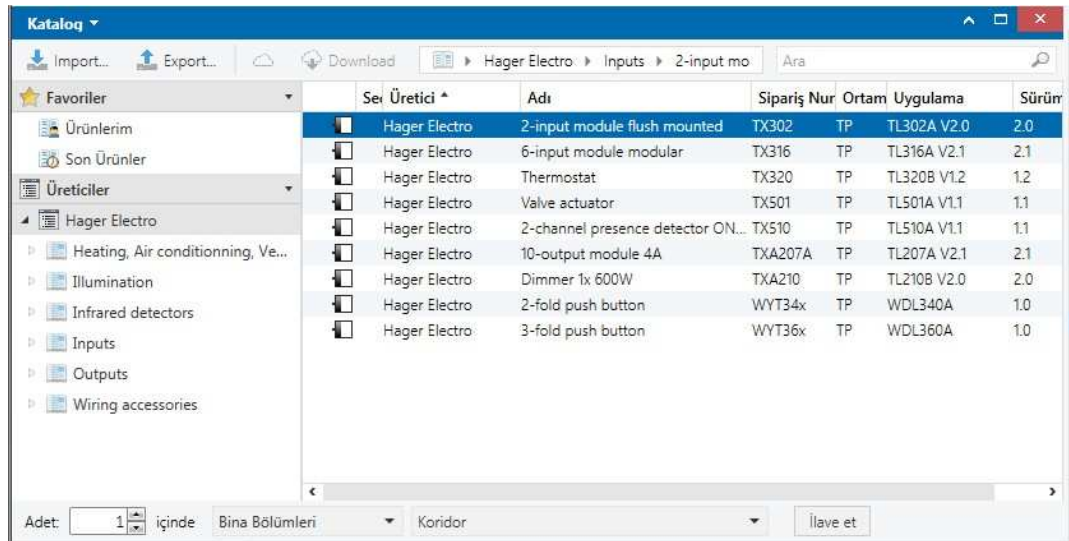 Katalog
Import... Export... Download Hager Electro Inputs 2-input mo Ara
Favoriler
Ürünlerim
Son Ürünler
Üreticiler
Hager Electro
Heating, Air conditionning, Ve...
Illumination
Infrared detectors
Inputs
Outputs
Wiring accessories
Seç Üretici Adı Sipariş Nur Ortam Uygulama Sürüm
Hager Electro 2-input module flush mounted TX302 TP TL302A V2.0 2.0
Hager Electro 6-input module modular TX316 TP TL316A V2.1 2.1
Hager Electro Thermostat TX320 TP TL320B V1.2 1.2
Hager Electro Valve actuator TX501 TP TL501A V1.1 1.1
Hager Electro 2-channel presence detector ON... TX510 TP TL510A V1.1 1.1
Hager Electro 10-output module 4A TXA207A TP TL207A V2.1 2.1
Hager Electro Dimmer 1x 600W TXA210 TP TL210B V2.0 2.0
Hager Electro 2-fold push button WYT34x TP WDL340A 1.0
Hager Electro 3-fold push button WYT36x TP WDL360A 1.0
Adet: 1 içinde Bina Bölümleri Koridor İlave et